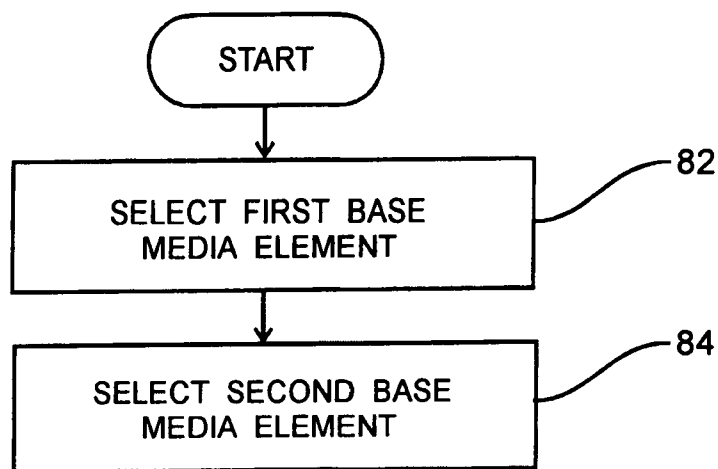 START
82
SELECT FIRST BASE
MEDIA ELEMENT
84
SELECT SECOND BASE
MEDIA ELEMENT